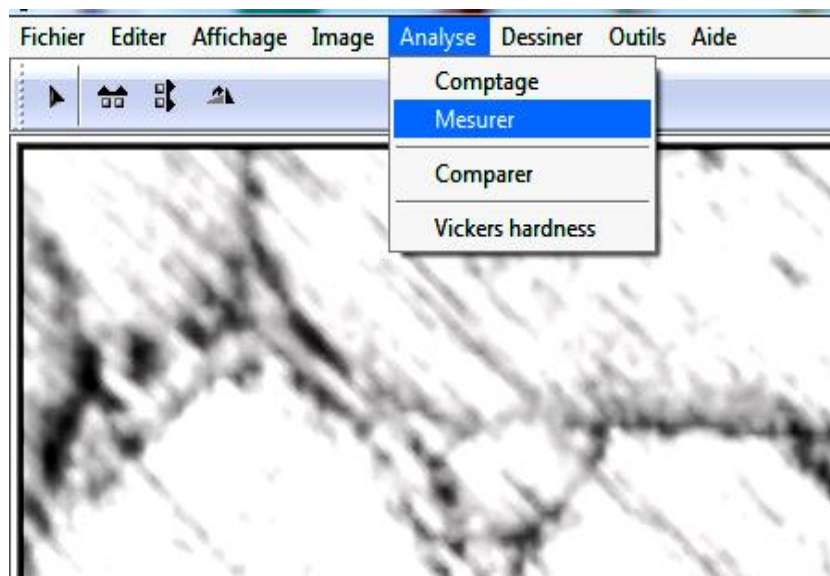 Fichier Editer Affichage Image Analyse Dessiner Outils Aide
Comptage
Mesurer
Comparer
Vickers hardness